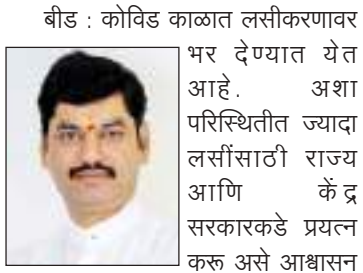 बीड : कोविड काळात लसीकरणावर
भर देण्यात येत
आहे. अशा
परिस्थितीत ज्यादा
लसींसाठी राज्य
आणि केंद्र
सरकारकडे प्रयत्न
करू असे आश्वासन